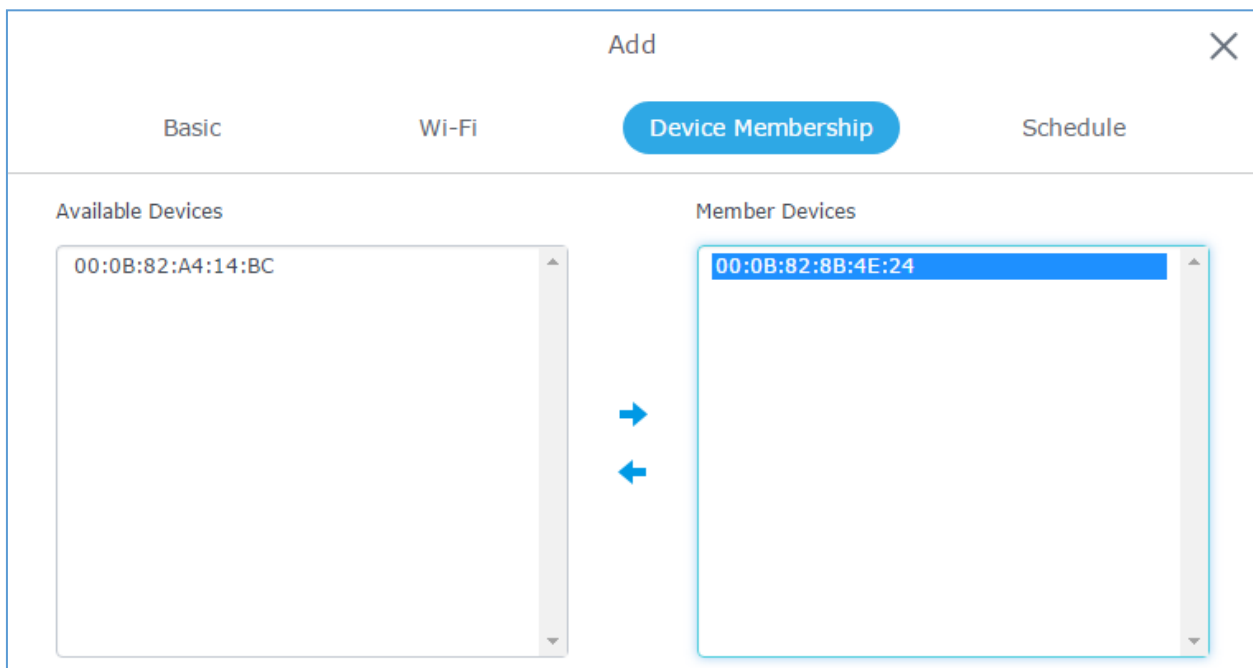 Add
Basic Wi-Fi Device Membership Schedule
Available Devices Member Devices
00:0B:82:A4:14:BC 00:0B:82:8B:4E:24